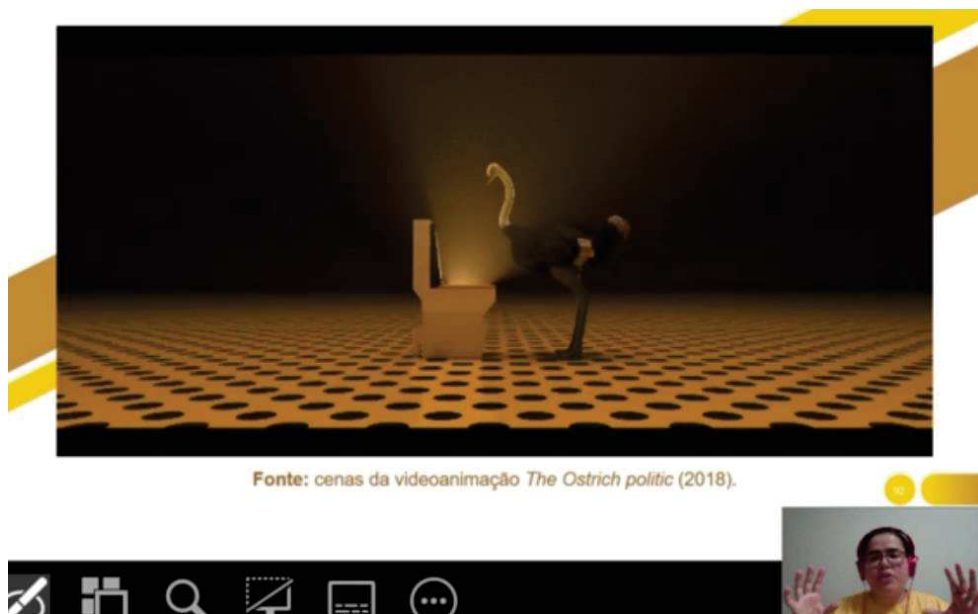 Fonte: cenas da videoanimação The Ostrich politic (2018).